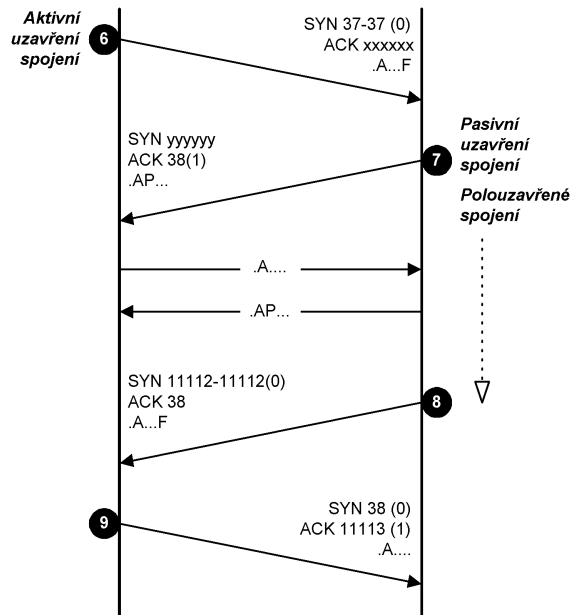 Aktivní
uzavření
spojení
6
SYN 37-37 (0)
ACK xxxxxx
.A...F
SYN yyyyyy
ACK 38(1)
.AP...
7
Pasivní
uzavření
spojení
Polouzavřené
spojení
.A....
.AP...
SYN 11112-11112(0)
ACK 38
.A...F
8
9
SYN 38 (0)
ACK 11113 (1)
.A....